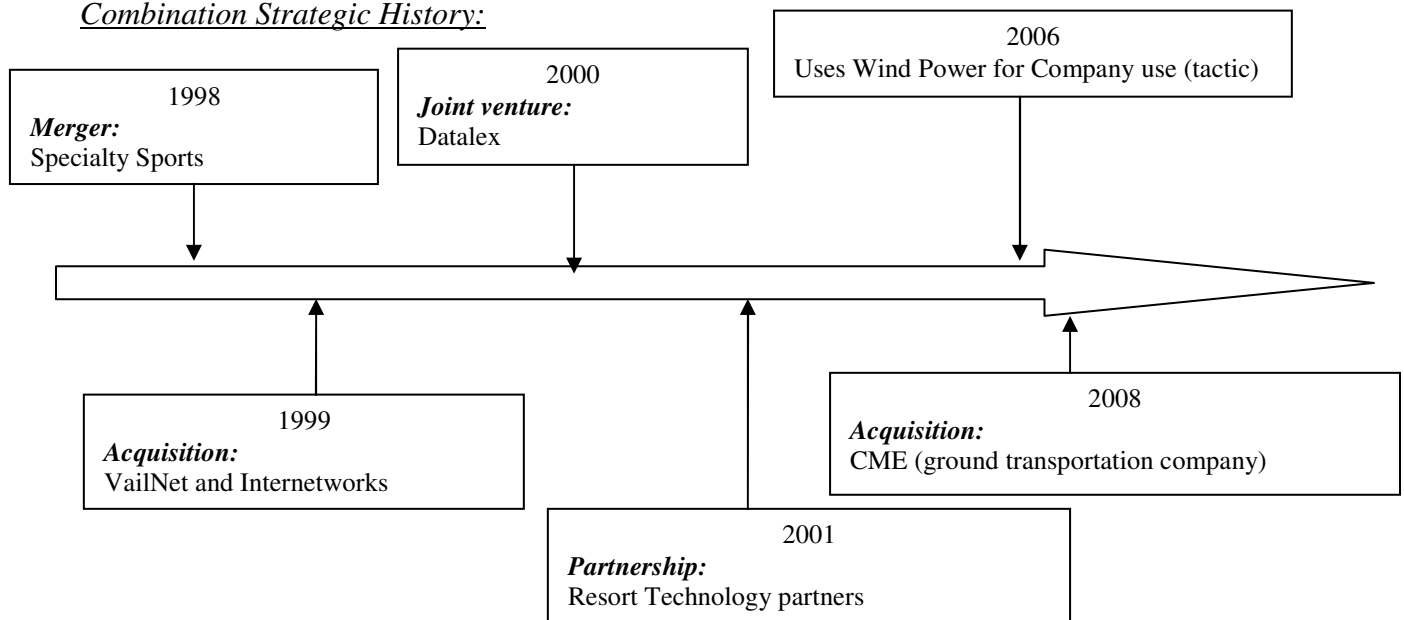 Combination Strategic History:
1998
Merger:
Specialty Sports
2000
Joint venture:
Datalex
2006
Uses Wind Power for Company use (tactic)
1999
Acquisition:
VailNet and Internetworks
2001
Partnership:
Resort Technology partners
2008
Acquisition:
CME (ground transportation company)